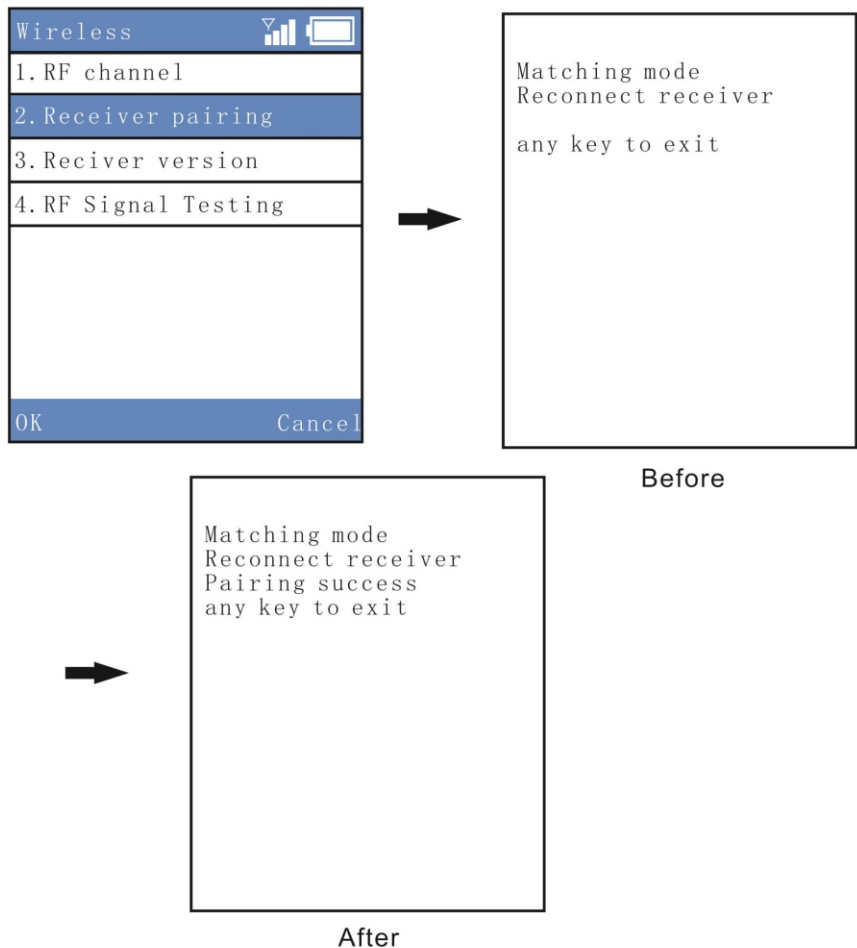 Wireless
1.RF channel
2.Receiver pairing
3.Reciver version
4.RF Signal Testing
OK Cancel
Matching mode
Reconnect receiver
any key to exit
Before
Matching mode
Reconnect receiver
Pairing success
any key to exit
After